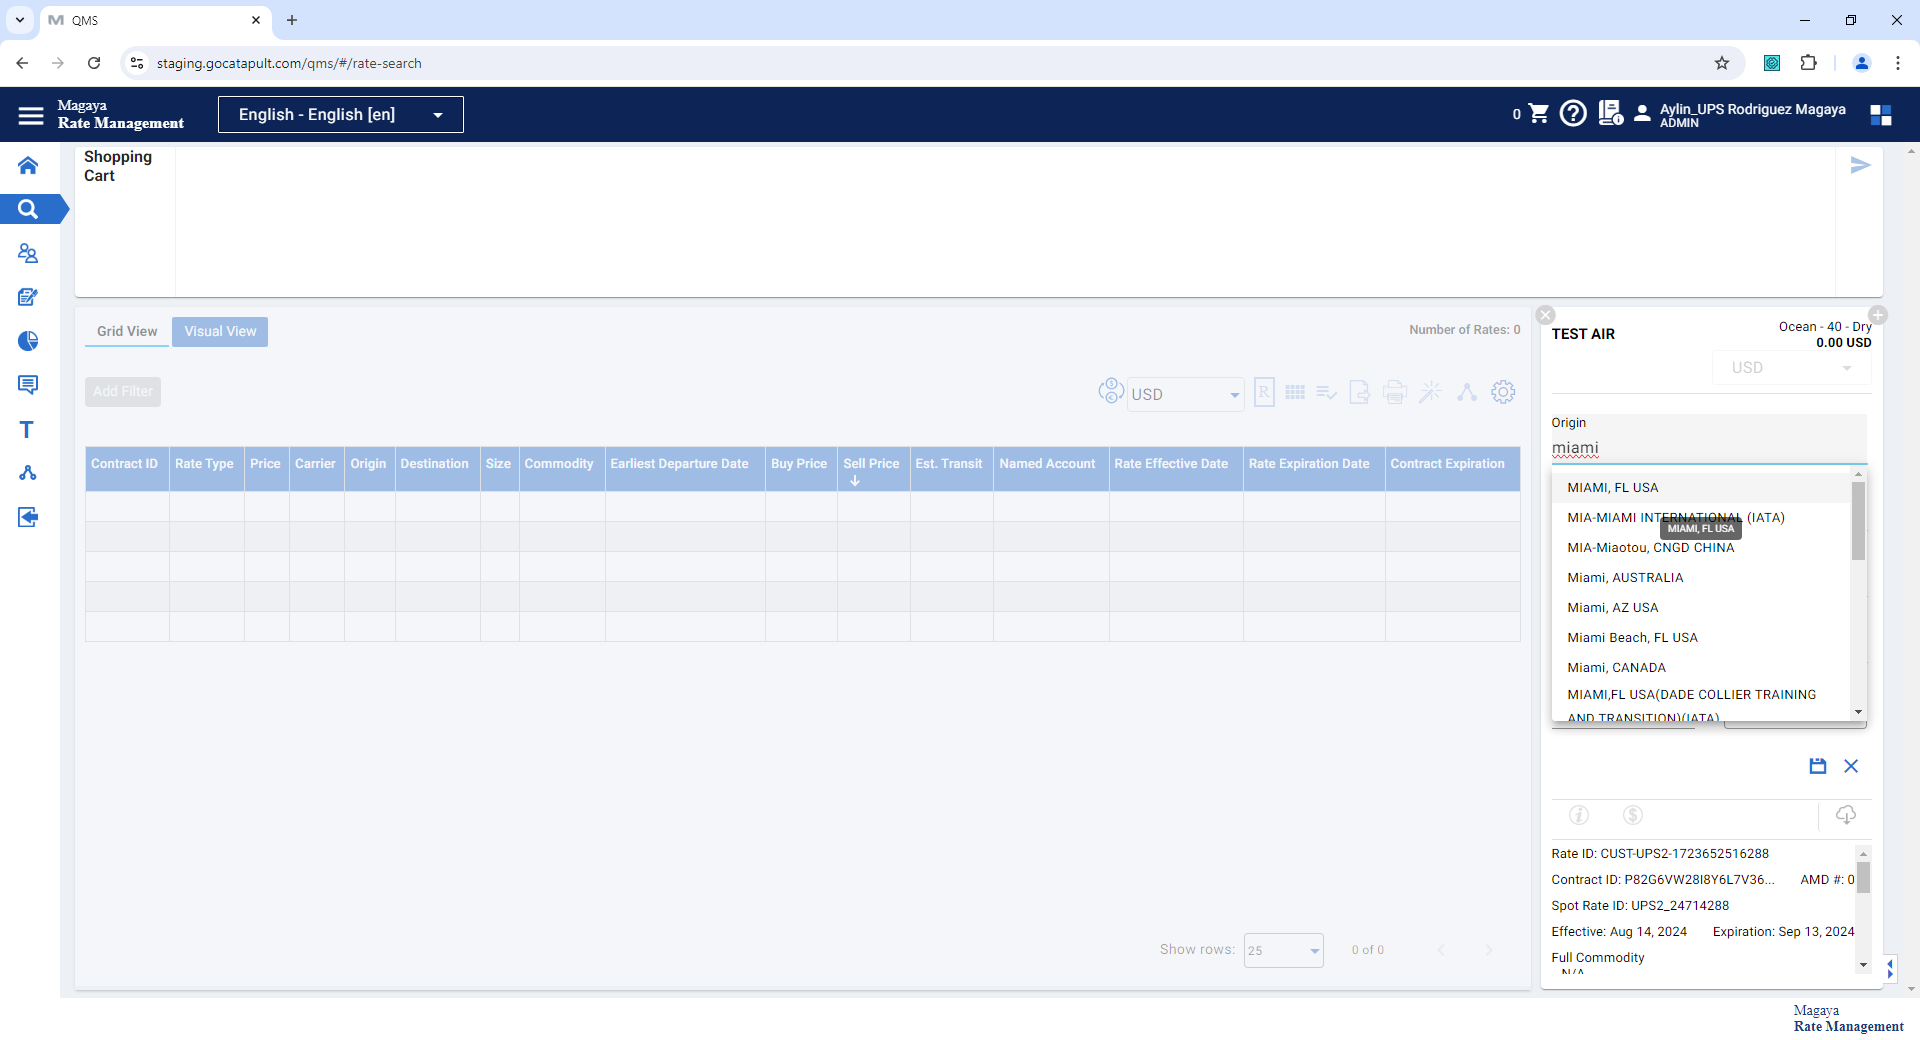 QMS
staging.gocatapult.com/qms/#/rate-search
Magaya
Rate Management
English - English [en]
0
Aylin_UPS Rodriguez Magaya
ADMIN
Shopping
Cart
Grid View
Visual View
Number of Rates: 0
Add Filter
USD
R
Contract ID
Rate Type
Price
Carrier
Origin
Destination
Size
Commodity
Earliest Departure Date
Buy Price
Sell Price
Est. Transit
Named Account
Rate Effective Date
Rate Expiration Date
Contract Expiration
Show rows:
25
0 of 0
TEST AIR
Ocean - 40 - Dry
0.00 USD
USD
Origin
miami
MIAMI, FL USA
MIA-MIAMI INTERNATIONAL (IATA)
MIAMI, FL USA
MIA-Miaotou, CNGD CHINA
Miami, AUSTRALIA
Miami, AZ USA
Miami Beach, FL USA
Miami, CANADA
MIAMI,FL USA(DADE COLLIER TRAINING
AND TRANSITION)(IATA)
Rate ID: CUST-UPS2-1723652516288
Contract ID: P82G6VW28I8Y6L7V36...
AMD #: 0
Spot Rate ID: UPS2_24714288
Effective: Aug 14, 2024
Expiration: Sep 13, 2024
Full Commodity
N/A
Magaya
Rate Management